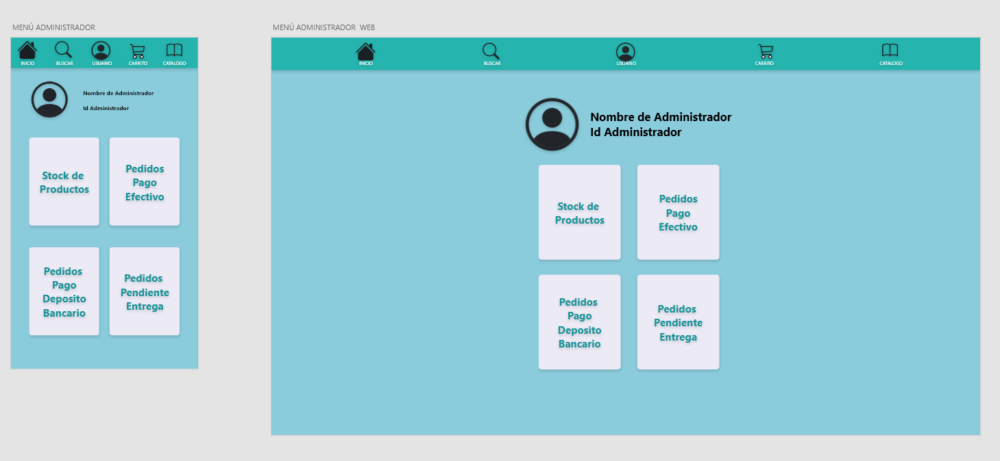 MENÚ ADMINISTRADOR
INICIO
BUSCAR
USUARIO
CARRITO
CATALOGO
Nombre de Administrador
Id Administrador
Stock de
Productos
Pedidos
Pago
Efectivo
Pedidos
Pago
Deposito
Bancario
Pedidos
Pendiente
Entrega
MENÚ ADMINISTRADOR WEB
INICIO
BUSCAR
USUARIO
CARRITO
CATALOGO
Nombre de Administrador
Id Administrador
Stock de
Productos
Pedidos
Pago
Efectivo
Pedidos
Pago
Deposito
Bancario
Pedidos
Pendiente
Entrega